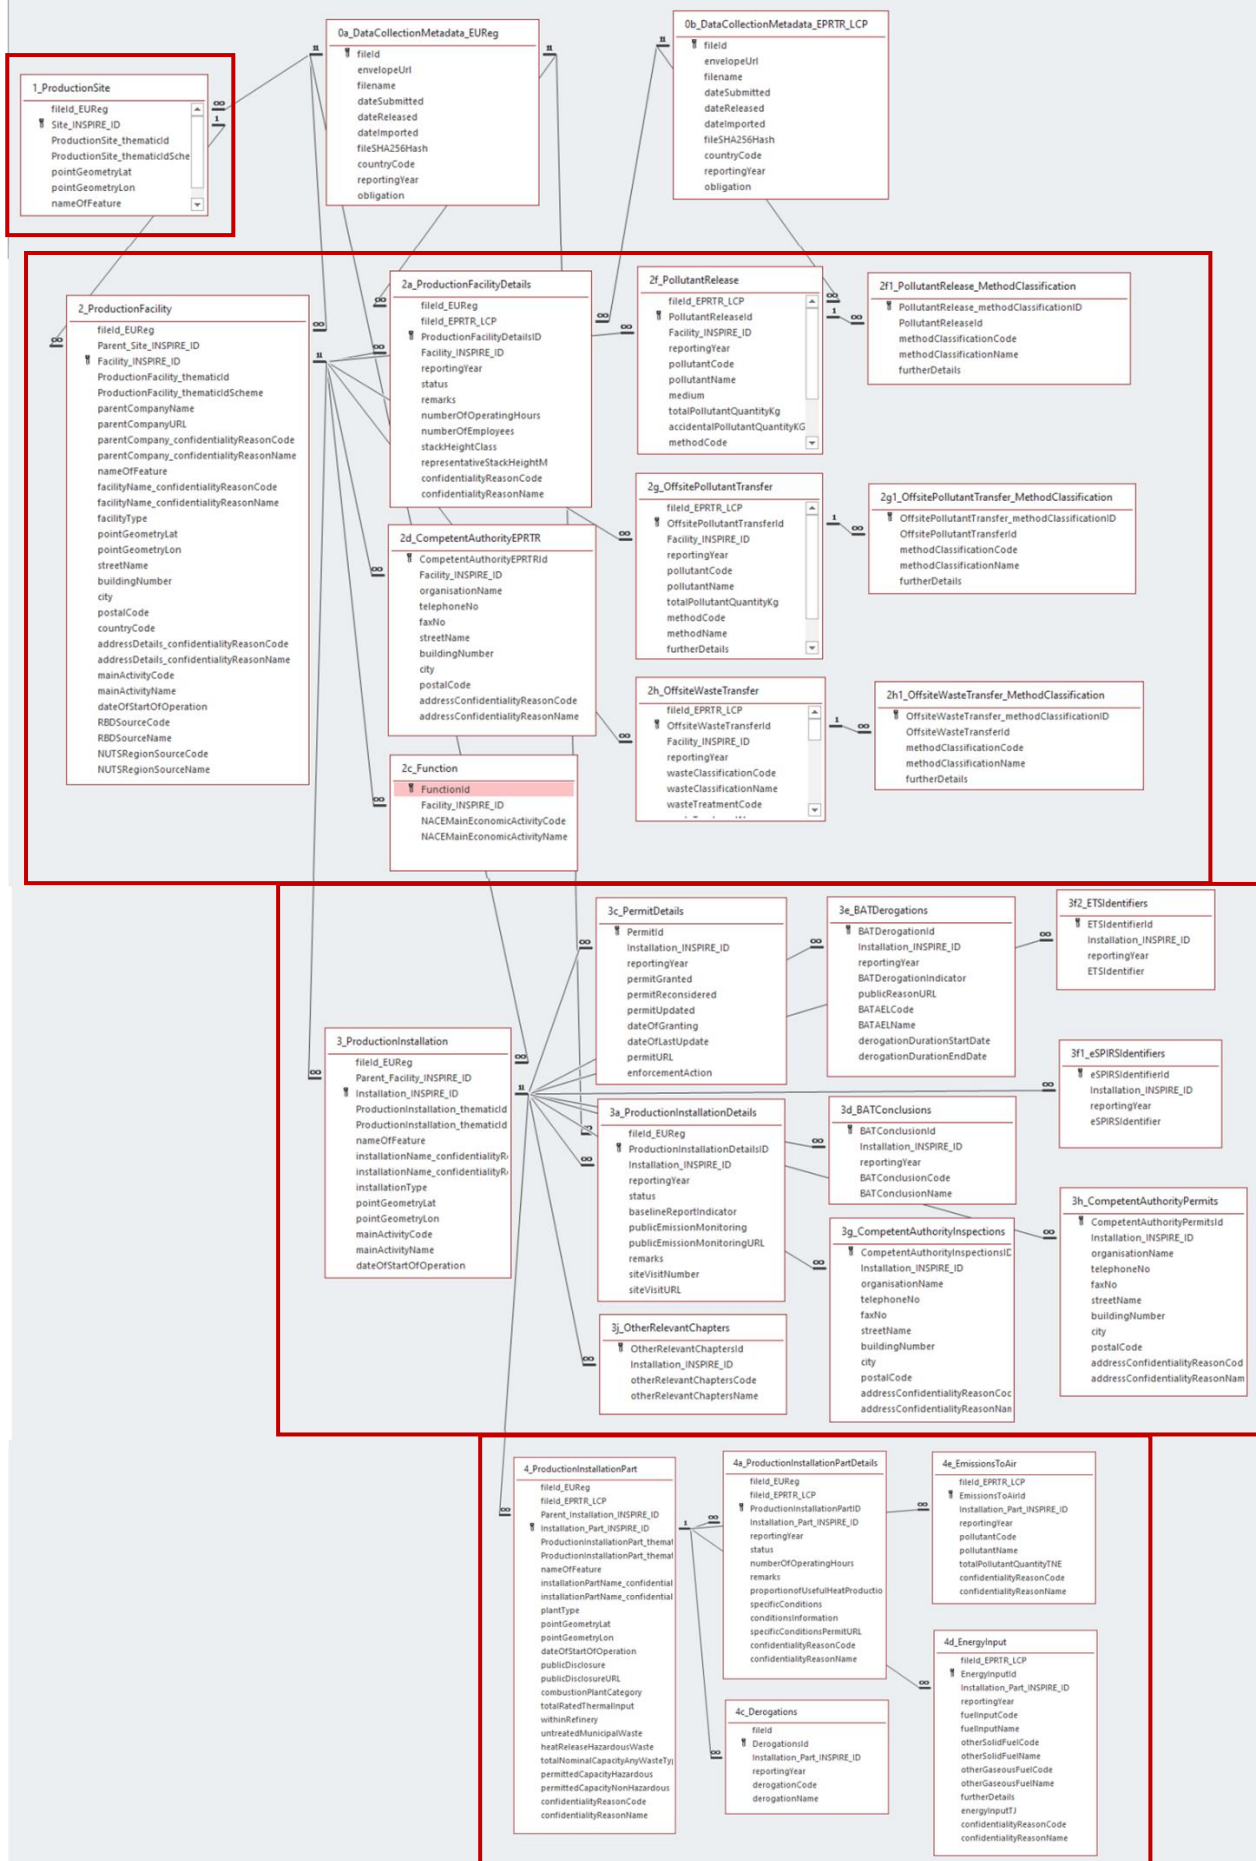 0a_DataCollectionMetadata_EUReg
fileId
envelopeUrl
filename
dateSubmitted
dateReleased
dateImported
fileSHA256Hash
countryCode
reportingYear
obligation
0b_DataCollectionMetadata_EPRTR_LCP
fileId
envelopeUrl
filename
dateSubmitted
dateReleased
dateImported
fileSHA256Hash
countryCode
reportingYear
obligation
1_ProductionSite
fileId_EUReg
Site_INSPIRE_ID
ProductionSite_thematicId
ProductionSite_thematicIdSche
pointGeometryLat
pointGeometryLon
nameOfFeature
2_ProductionFacility
fileId_EUReg
Parent_Site_INSPIRE_ID
Facility_INSPIRE_ID
ProductionFacility_thematicId
ProductionFacility_thematicIdScheme
parentCompanyName
parentCompanyURL
parentCompany_confidentialityReasonCode
parentCompany_confidentialityReasonName
nameOfFeature
facilityName_confidentialityReasonCode
facilityName_confidentialityReasonName
facilityType
pointGeometryLat
pointGeometryLon
streetName
buildingNumber
city
postalCode
countryCode
addressDetails_confidentialityReasonCode
addressDetails_confidentialityReasonName
mainActivityCode
mainActivityName
dateOfStartOfOperation
RBDSourceCode
RBDSourceName
NUTSRegionSourceCode
NUTSRegionSourceName
2a_ProductionFacilityDetails
fileId_EUReg
fileId_EPRTR_LCP
ProductionFacilityDetailsID
Facility_INSPIRE_ID
reportingYear
status
remarks
numberOfOperatingHours
numberOfEmployees
stackHeightClass
representativeStackHeightM
confidentialityReasonCode
confidentialityReasonName
2d_CompetentAuthorityEPRTR
CompetentAuthorityEPRTRId
Facility_INSPIRE_ID
organisationName
telephoneNo
faxNo
streetName
buildingNumber
city
postalCode
addressConfidentialityReasonCode
addressConfidentialityReasonName
2c_Function
FunctionId
Facility_INSPIRE_ID
NACEMainEconomicActivityCode
NACEMainEconomicActivityName
2f_PollutantRelease
fileId_EPRTR_LCP
PollutantReleaseId
Facility_INSPIRE_ID
reportingYear
pollutantCode
pollutantName
medium
totalPollutantQuantityKg
accidentalPollutantQuantityKG
methodCode
2f1_PollutantRelease_MethodClassification
PollutantRelease_methodClassificationID
PollutantReleaseId
methodClassificationCode
methodClassificationName
furtherDetails
2g_OffsitePollutantTransfer
fileId_EPRTR_LCP
OffsitePollutantTransferId
Facility_INSPIRE_ID
reportingYear
pollutantCode
pollutantName
totalPollutantQuantityKg
methodCode
methodName
furtherDetails
2g1_OffsitePollutantTransfer_MethodClassification
OffsitePollutantTransfer_methodClassificationID
OffsitePollutantTransferId
methodClassificationCode
methodClassificationName
furtherDetails
2h_OffsiteWasteTransfer
fileId_EPRTR_LCP
OffsiteWasteTransferId
Facility_INSPIRE_ID
reportingYear
wasteClassificationCode
wasteClassificationName
wasteTreatmentCode
2h1_OffsiteWasteTransfer_MethodClassification
OffsiteWasteTransfer_methodClassificationID
OffsiteWasteTransferId
methodClassificationCode
methodClassificationName
furtherDetails
3_ProductionInstallation
fileId_EUReg
Parent_Facility_INSPIRE_ID
Installation_INSPIRE_ID
ProductionInstallation_thematicId
ProductionInstallation_thematicId
nameOfFeature
installationName_confidentialityR
installationName_confidentialityR
installationType
pointGeometryLat
pointGeometryLon
mainActivityCode
mainActivityName
dateOfStartOfOperation
3c_PermitDetails
PermitId
Installation_INSPIRE_ID
reportingYear
permitGranted
permitReconsidered
permitUpdated
dateOfGranting
dateOfLastUpdate
permitURL
enforcementAction
3a_ProductionInstallationDetails
fileId_EUReg
ProductionInstallationDetailsID
Installation_INSPIRE_ID
reportingYear
status
baselineReportIndicator
publicEmissionMonitoring
publicEmissionMonitoringURL
remarks
siteVisitNumber
siteVisitURL
3j_OtherRelevantChapters
OtherRelevantChaptersId
Installation_INSPIRE_ID
otherRelevantChaptersCode
otherRelevantChaptersName
3e_BATDerogations
BATDerogationId
Installation_INSPIRE_ID
reportingYear
BATDerogationIndicator
publicReasonURL
BATAELCode
BATAELName
derogationDurationStartDate
derogationDurationEndDate
3d_BATConclusions
BATConclusionId
Installation_INSPIRE_ID
reportingYear
BATConclusionCode
BATConclusionName
3g_CompetentAuthorityInspections
CompetentAuthorityInspectionsID
Installation_INSPIRE_ID
organisationName
telephoneNo
faxNo
streetName
buildingNumber
city
postalCode
addressConfidentialityReasonCoc
addressConfidentialityReasonNan
3f2_ETSIdentifiers
ETSIdentifierId
Installation_INSPIRE_ID
reportingYear
ETSIdentifier
3f1_eSPIRSIdentifiers
eSPIRSIdentifierId
Installation_INSPIRE_ID
reportingYear
eSPIRSIdentifier
3h_CompetentAuthorityPermits
CompetentAuthorityPermitsId
Installation_INSPIRE_ID
organisationName
telephoneNo
faxNo
streetName
buildingNumber
city
postalCode
addressConfidentialityReasonCod
addressConfidentialityReasonNam
4_ProductionInstallationPart
fileId_EUReg
fileId_EPRTR_LCP
Parent_Installation_INSPIRE_ID
Installation_Part_INSPIRE_ID
ProductionInstallationPart_themat
ProductionInstallationPart_themat
nameOfFeature
installationPartName_confidential
installationPartName_confidential
plantType
pointGeometryLat
pointGeometryLon
dateOfStartOfOperation
publicDisclosure
publicDisclosureURL
combustionPlantCategory
totalRatedThermalInput
withinRefinery
untreatedMunicipalWaste
heatReleaseHazardousWaste
totalNominalCapacityAnyWasteTy
permittedCapacityHazardous
permittedCapacityNonHazardous
confidentialityReasonCode
confidentialityReasonName
4a_ProductionInstallationPartDetails
fileId_EUReg
fileId_EPRTR_LCP
ProductionInstallationPartID
Installation_Part_INSPIRE_ID
reportingYear
status
numberOfOperatingHours
remarks
proportionofUsefulHeatProductio
specificConditions
conditionsInformation
specificConditionsPermitURL
confidentialityReasonCode
confidentialityReasonName
4c_Derogations
fileId
DerogationsId
Installation_Part_INSPIRE_ID
reportingYear
derogationCode
derogationName
4e_EmissionsToAir
fileId_EPRTR_LCP
EmissionsToAirId
Installation_Part_INSPIRE_ID
reportingYear
pollutantCode
pollutantName
totalPollutantQuantityTNE
confidentialityReasonCode
confidentialityReasonName
4d_EnergyInput
fileId_EPRTR_LCP
EnergyInputId
Installation_Part_INSPIRE_ID
reportingYear
fuelInputCode
fuelInputName
otherSolidFuelCode
otherSolidFuelName
otherGaseousFuelCode
otherGaseousFuelName
furtherDetails
energyInputTJ
confidentialityReasonCode
confidentialityReasonName